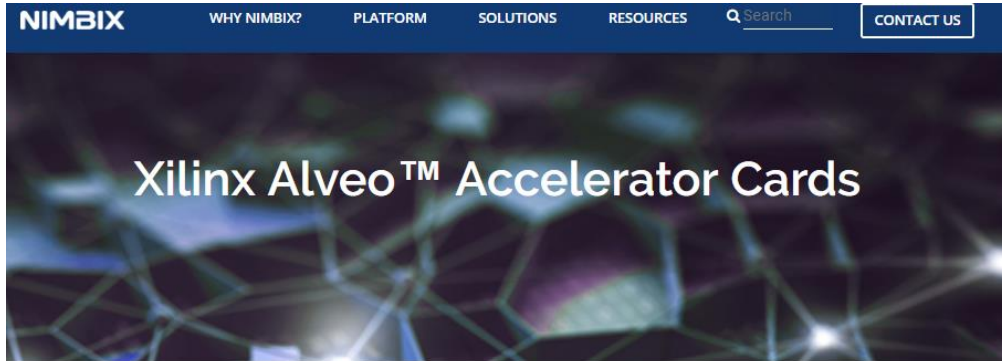 NIMBIX WHY NIMBIX? PLATFORM SOLUTIONS RESOURCES Search CONTACT US
Xilinx Alveo™ Accelerator Cards